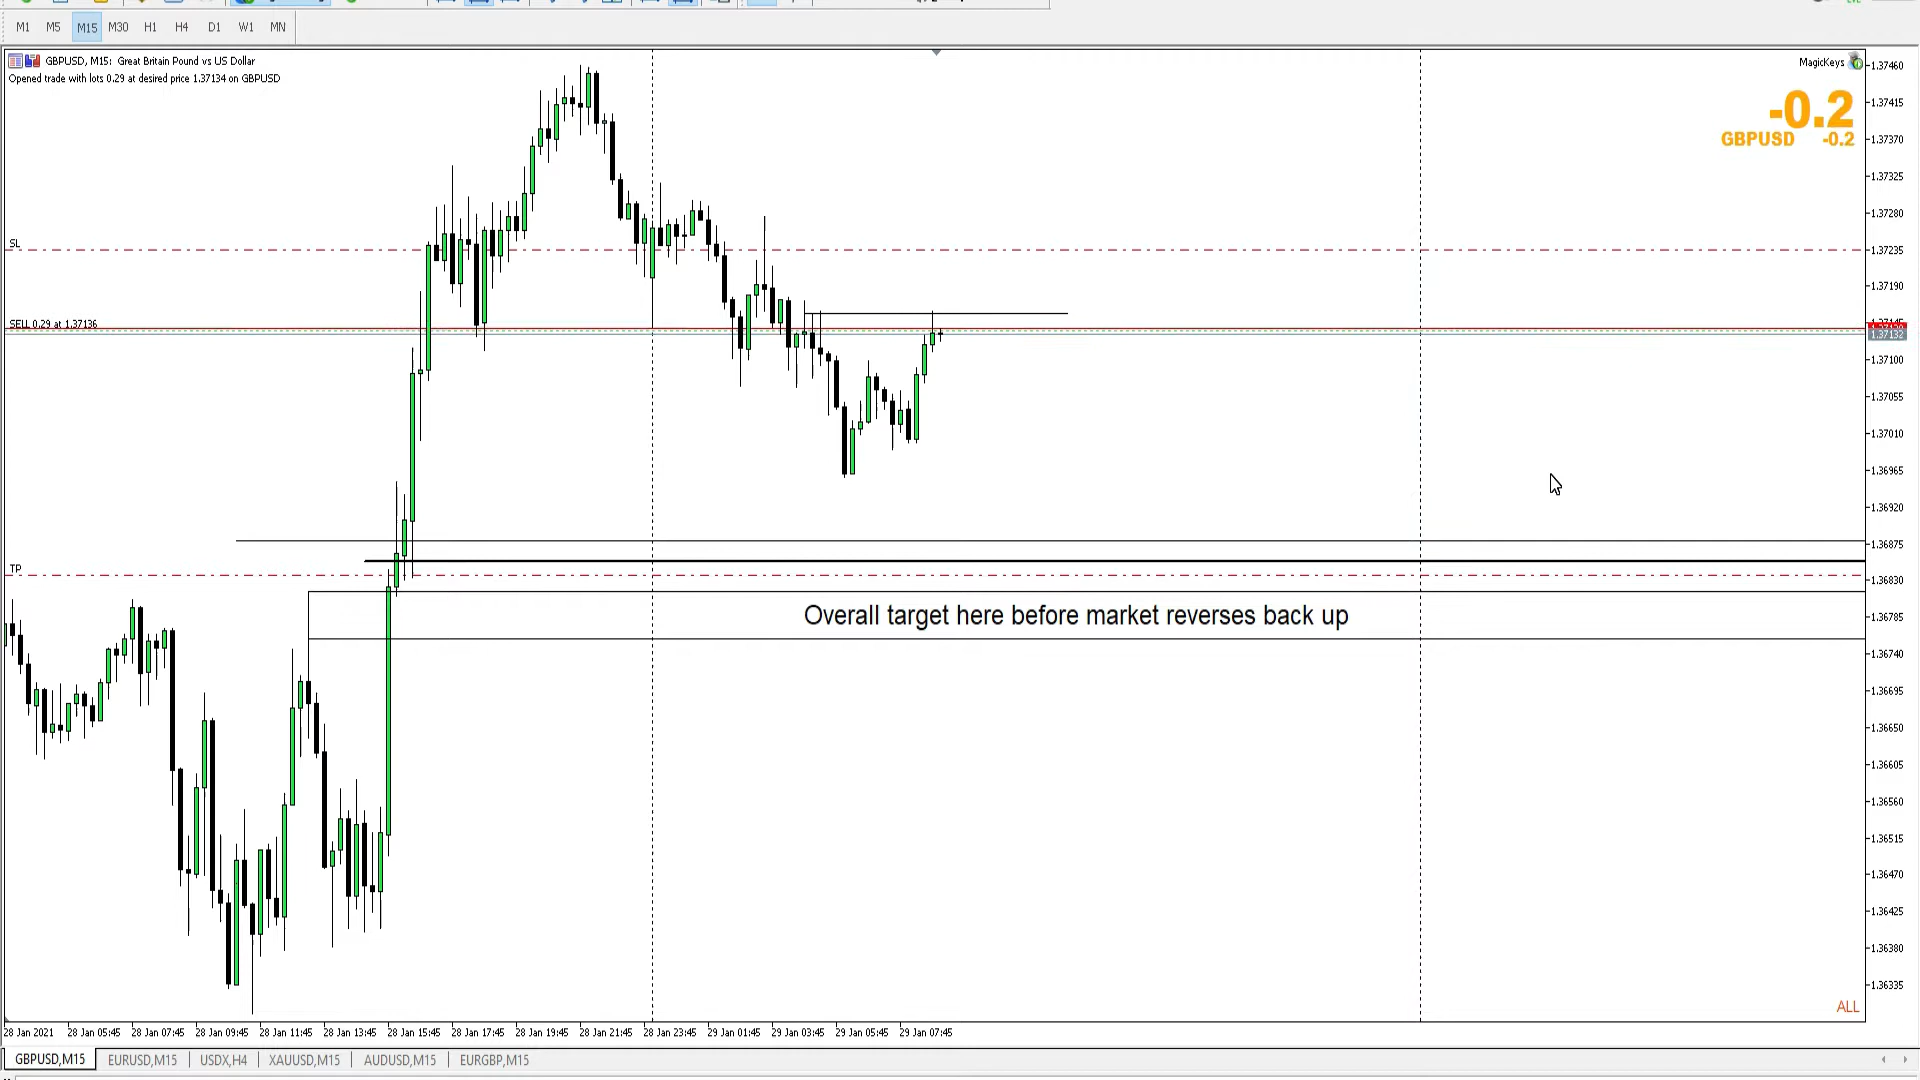 M1 M5 M15 M30 H1 H4 D1 W1 MN
GBPUSD, M15: Great Britain Pound vs US Dollar
Opened trade with lots 0.29 at desired price 1.37134 on GBPUSD
MagicKeys
-0.2
GBPUSD -0.2
SL
SELL 0.29 at 1.37136
TP
Overall target here before market reverses back up
1.37460
1.37415
1.37370
1.37325
1.37280
1.37235
1.37190
1.37132
1.37100
1.37055
1.37010
1.36965
1.36920
1.36875
1.36830
1.36785
1.36740
1.36695
1.36650
1.36605
1.36560
1.36515
1.36470
1.36425
1.36380
1.36335
ALL
28 Jan 2021 28 Jan 05:45 28 Jan 07:45 28 Jan 09:45 28 Jan 11:45 28 Jan 13:45 28 Jan 15:45 28 Jan 17:45 28 Jan 19:45 28 Jan 21:45 28 Jan 23:45 29 Jan 01:45 29 Jan 03:45 29 Jan 05:45 29 Jan 07:45
GBPUSD,M15 EURUSD,M15 USDX,H4 XAUUSD,M15 AUDUSD,M15 EURGBP,M15